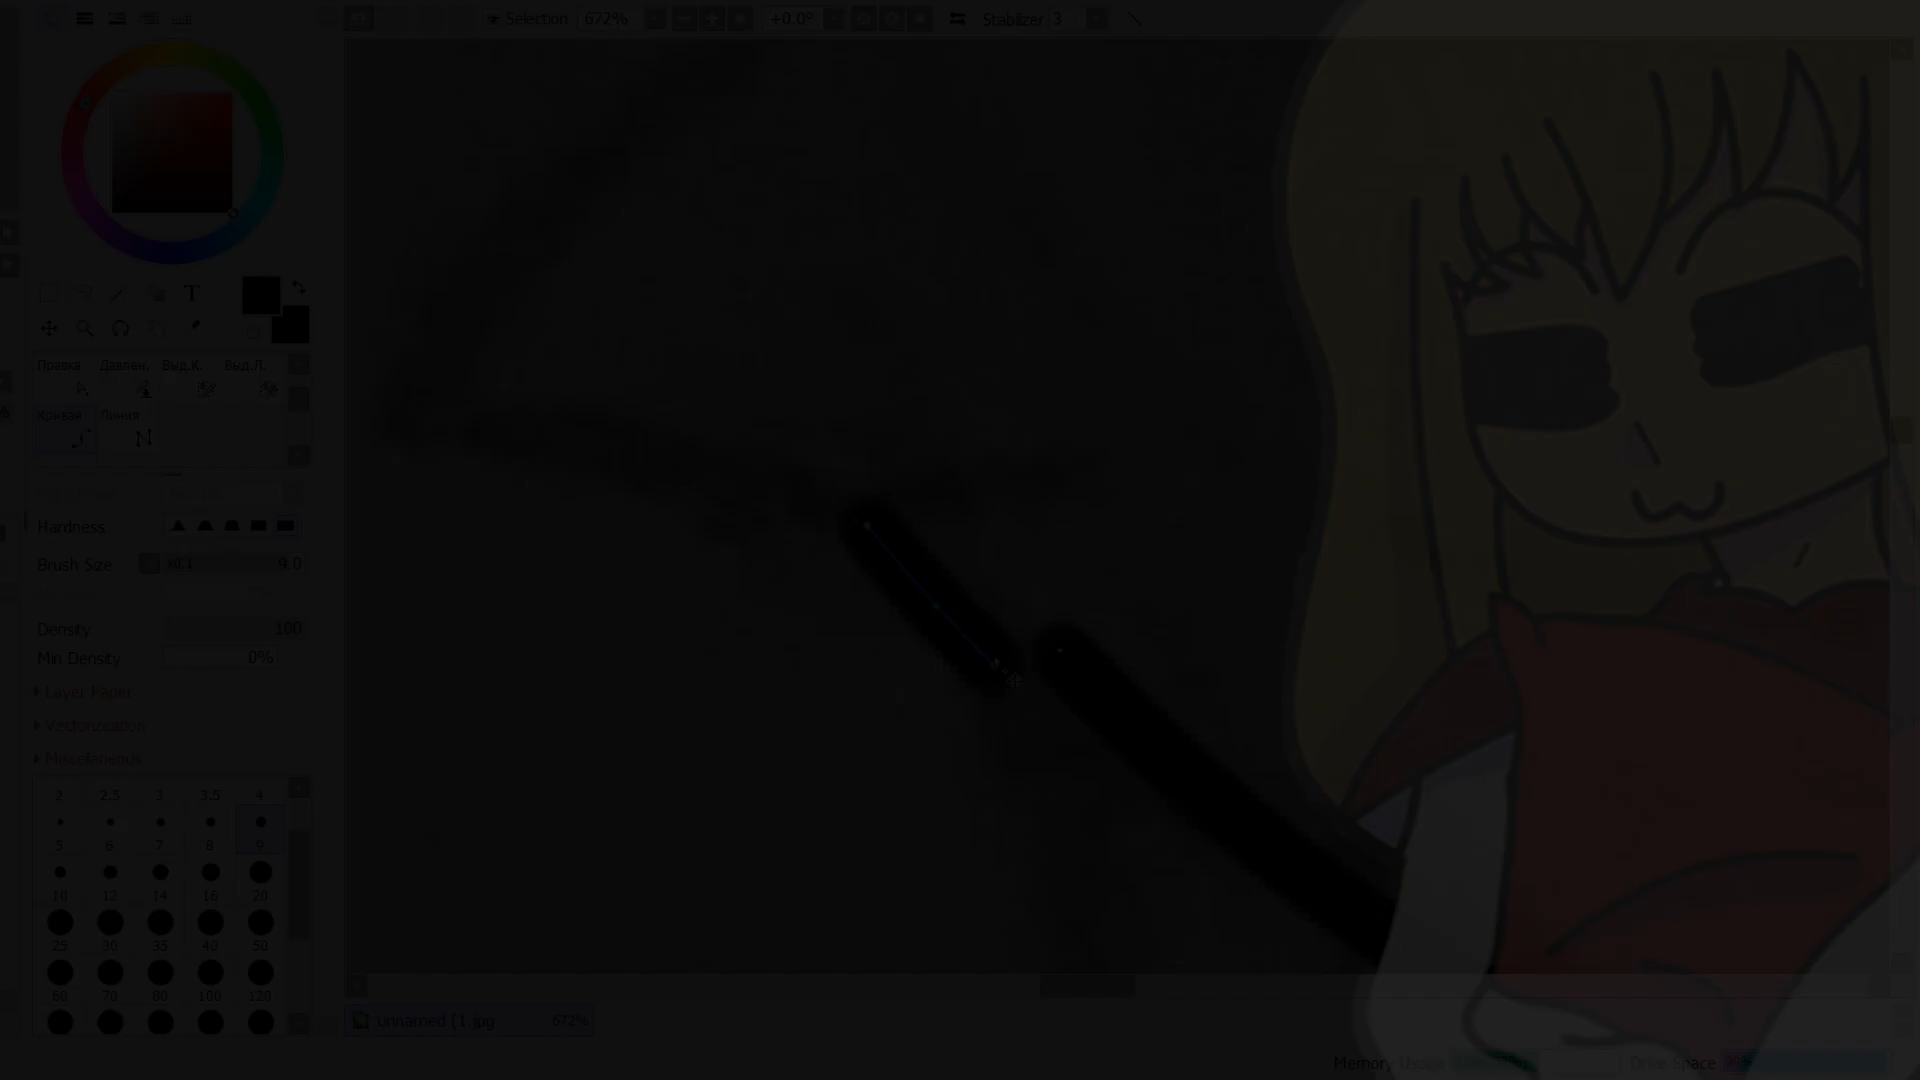 Selection 672% +0.0° Stabilizer 3
T
Правка Давлен. Выд.К. Выд.Л.
Кривая Линия
Hardness
Brush Size x0.1 9.0
Density 100
Min Density 0%
Layer Paper
Vectorization
Miscellaneous
2 2.5 3 3.5 4
5 6 7 8 9
10 12 14 16 20
25 30 35 40 50
60 70 80 100 120
unnamed (1.jpg 672%
Memory Usage Drive Space